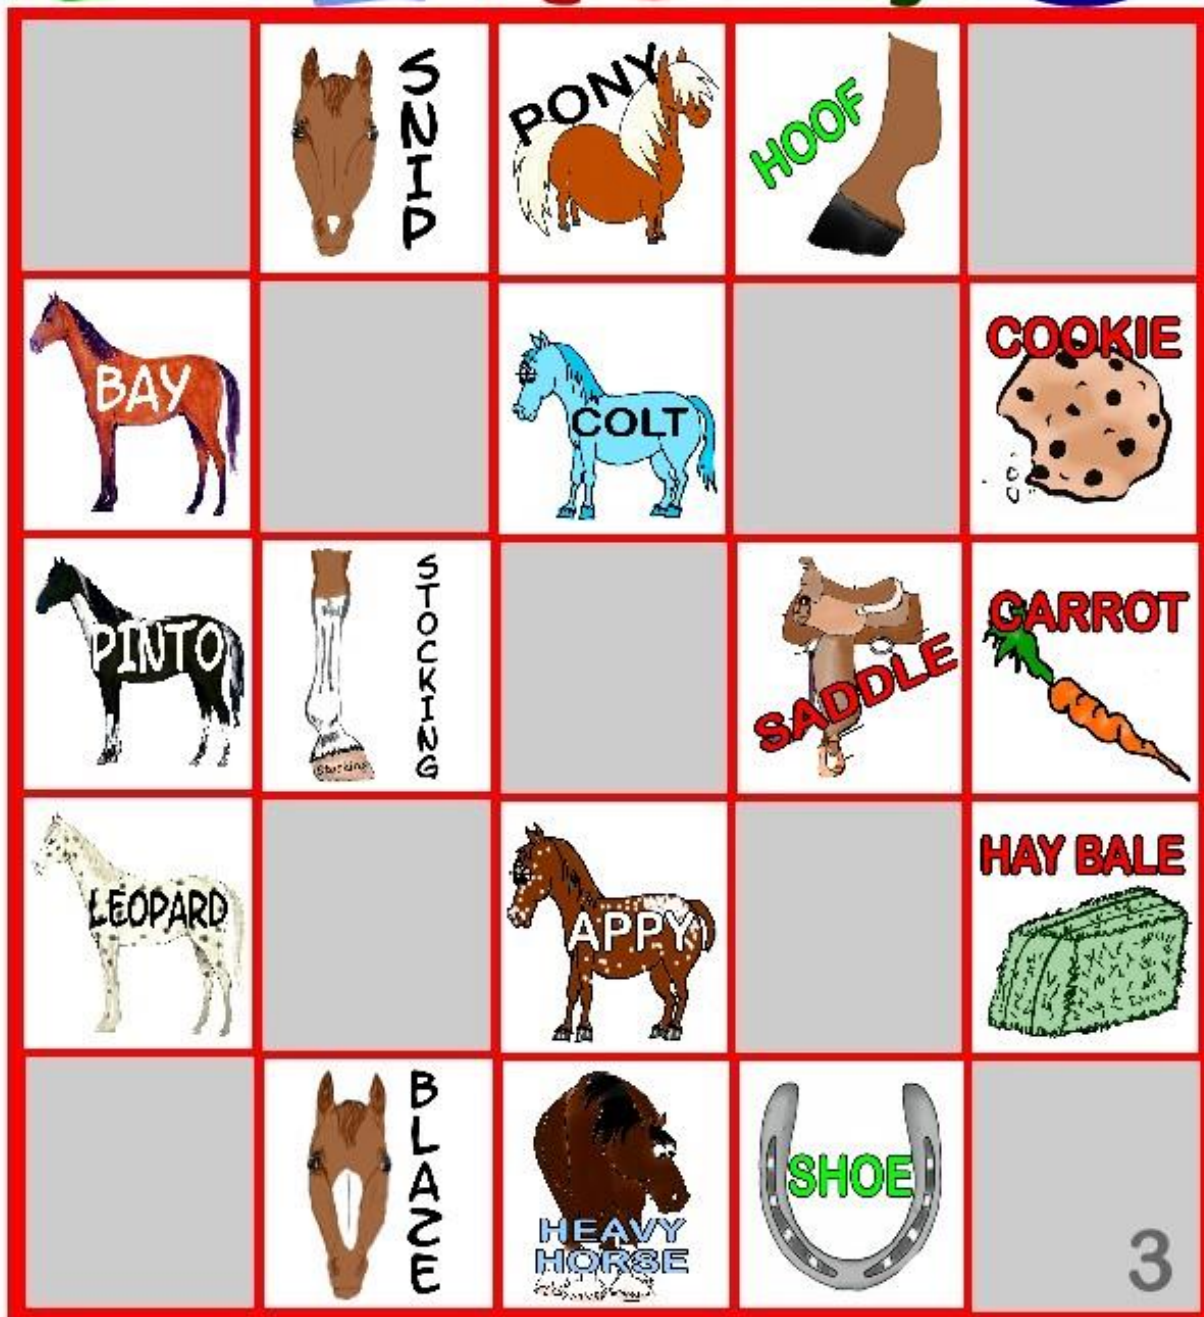 SNIP
PONY
HOOF
BAY
COLT
COOKIE
PINTO
STOCKING
Stocking
SADDLE
CARROT
LEOPARD
APPY
HAY BALE
BLAZE
HEAVY
HORSE
SHOE
3